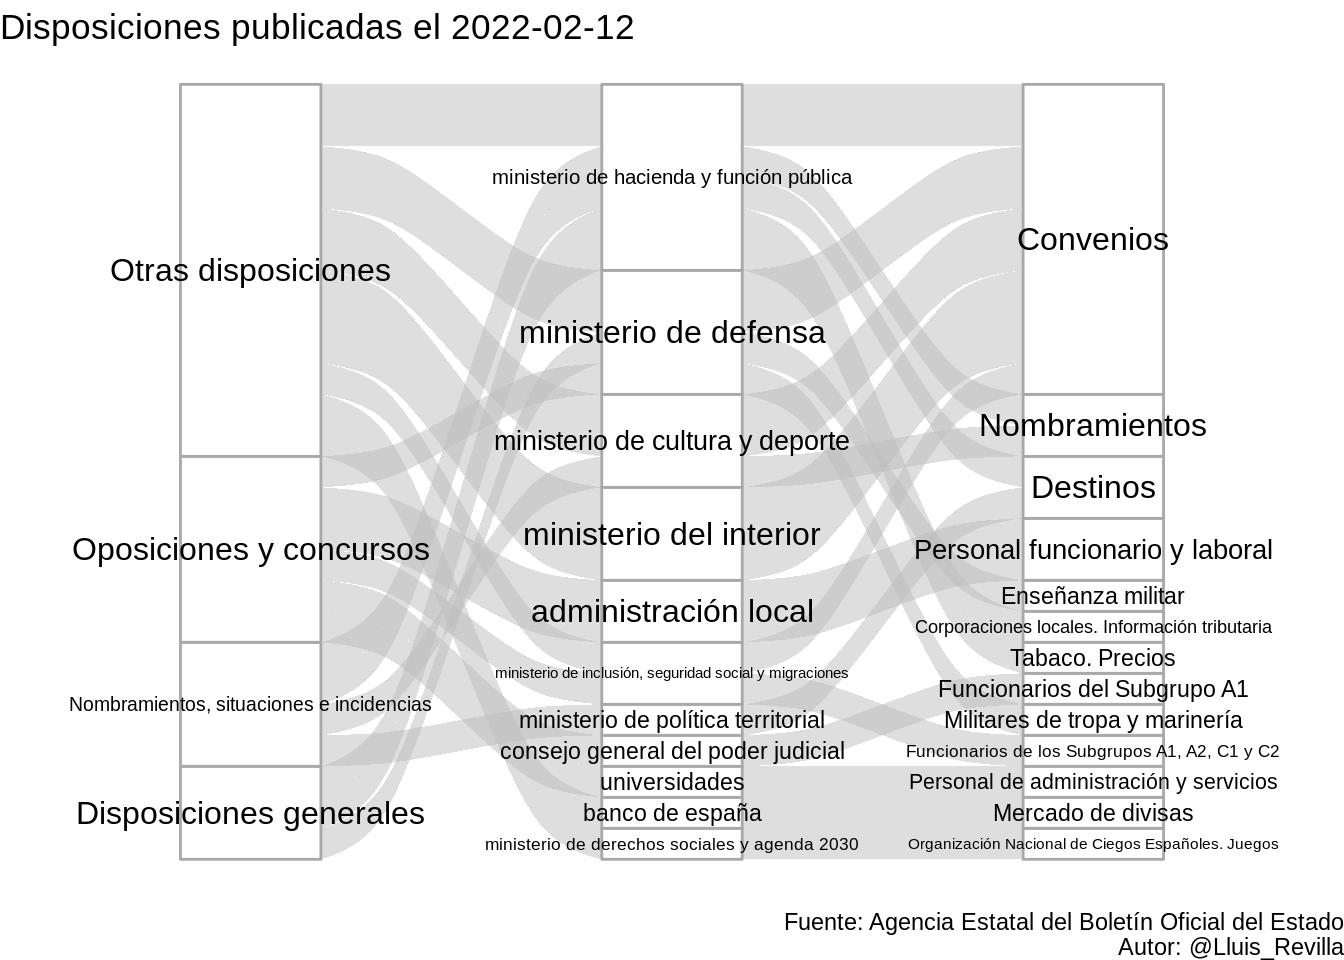 Disposiciones publicadas el 2022-02-12
Otras disposiciones
Oposiciones y concursos
Nombramientos, situaciones e incidencias
Disposiciones generales
ministerio de hacienda y función pública
ministerio de defensa
ministerio de cultura y deporte
ministerio del interior
administración local
ministerio de inclusión, seguridad social y migraciones
ministerio de política territorial
consejo general del poder judicial
universidades
banco de españa
ministerio de derechos sociales y agenda 2030
Convenios
Nombramientos
Destinos
Personal funcionario y laboral
Enseñanza militar
Corporaciones locales. Información tributaria
Tabaco. Precios
Funcionarios del Subgrupo A1
Militares de tropa y marinería
Funcionarios de los Subgrupos A1, A2, C1 y C2
Personal de administración y servicios
Mercado de divisas
Organización Nacional de Ciegos Españoles. Juegos
Fuente: Agencia Estatal del Boletín Oficial del Estado
Autor: @Lluis_Revilla